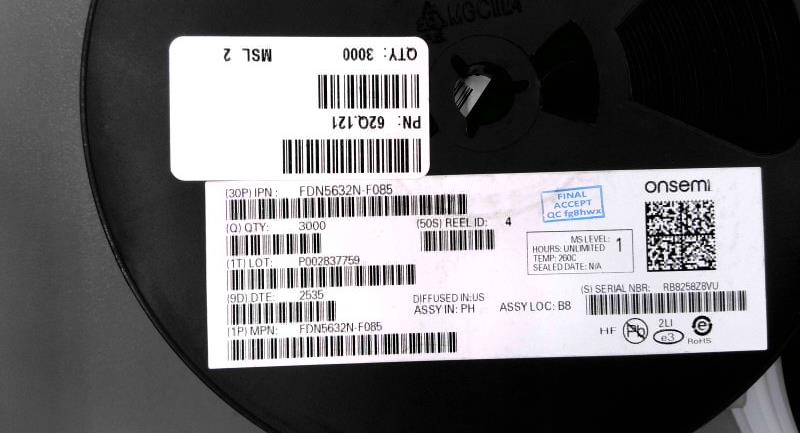 QTY: 3000 MSL 2
PN: 62Q.121
(30P) IPN: FDN5632N-F085
(Q) QTY: 3000
(50S) REEL ID: 4
(1T) LOT: P002837759
(9D) DTE: 2535
DIFFUSED IN:US
ASSY IN: PH
ASSY LOC: B8
(1P) MPN: FDN5632N-F085
FINAL
ACCEPT
QC fg8hwx
onsemi
MS LEVEL: 1
HOURS: UNLIMITED
TEMP: 260C
SEALED DATE: N/A
(S) SERIAL NBR: RB8258Z8VU
HF Pb 2LI e3 e
RoHS